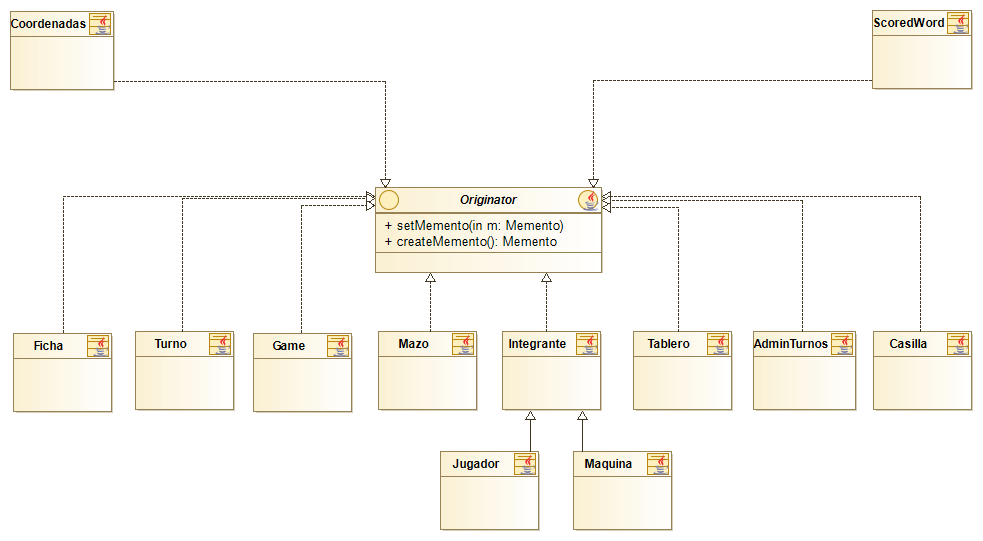 Coordenadas
ScoredWord
Originator
+ setMemento(in m: Memento)
+ createMemento(): Memento
Ficha
Turno
Game
Mazo
Integrante
Tablero
AdminTurnos
Casilla
Jugador
Maquina